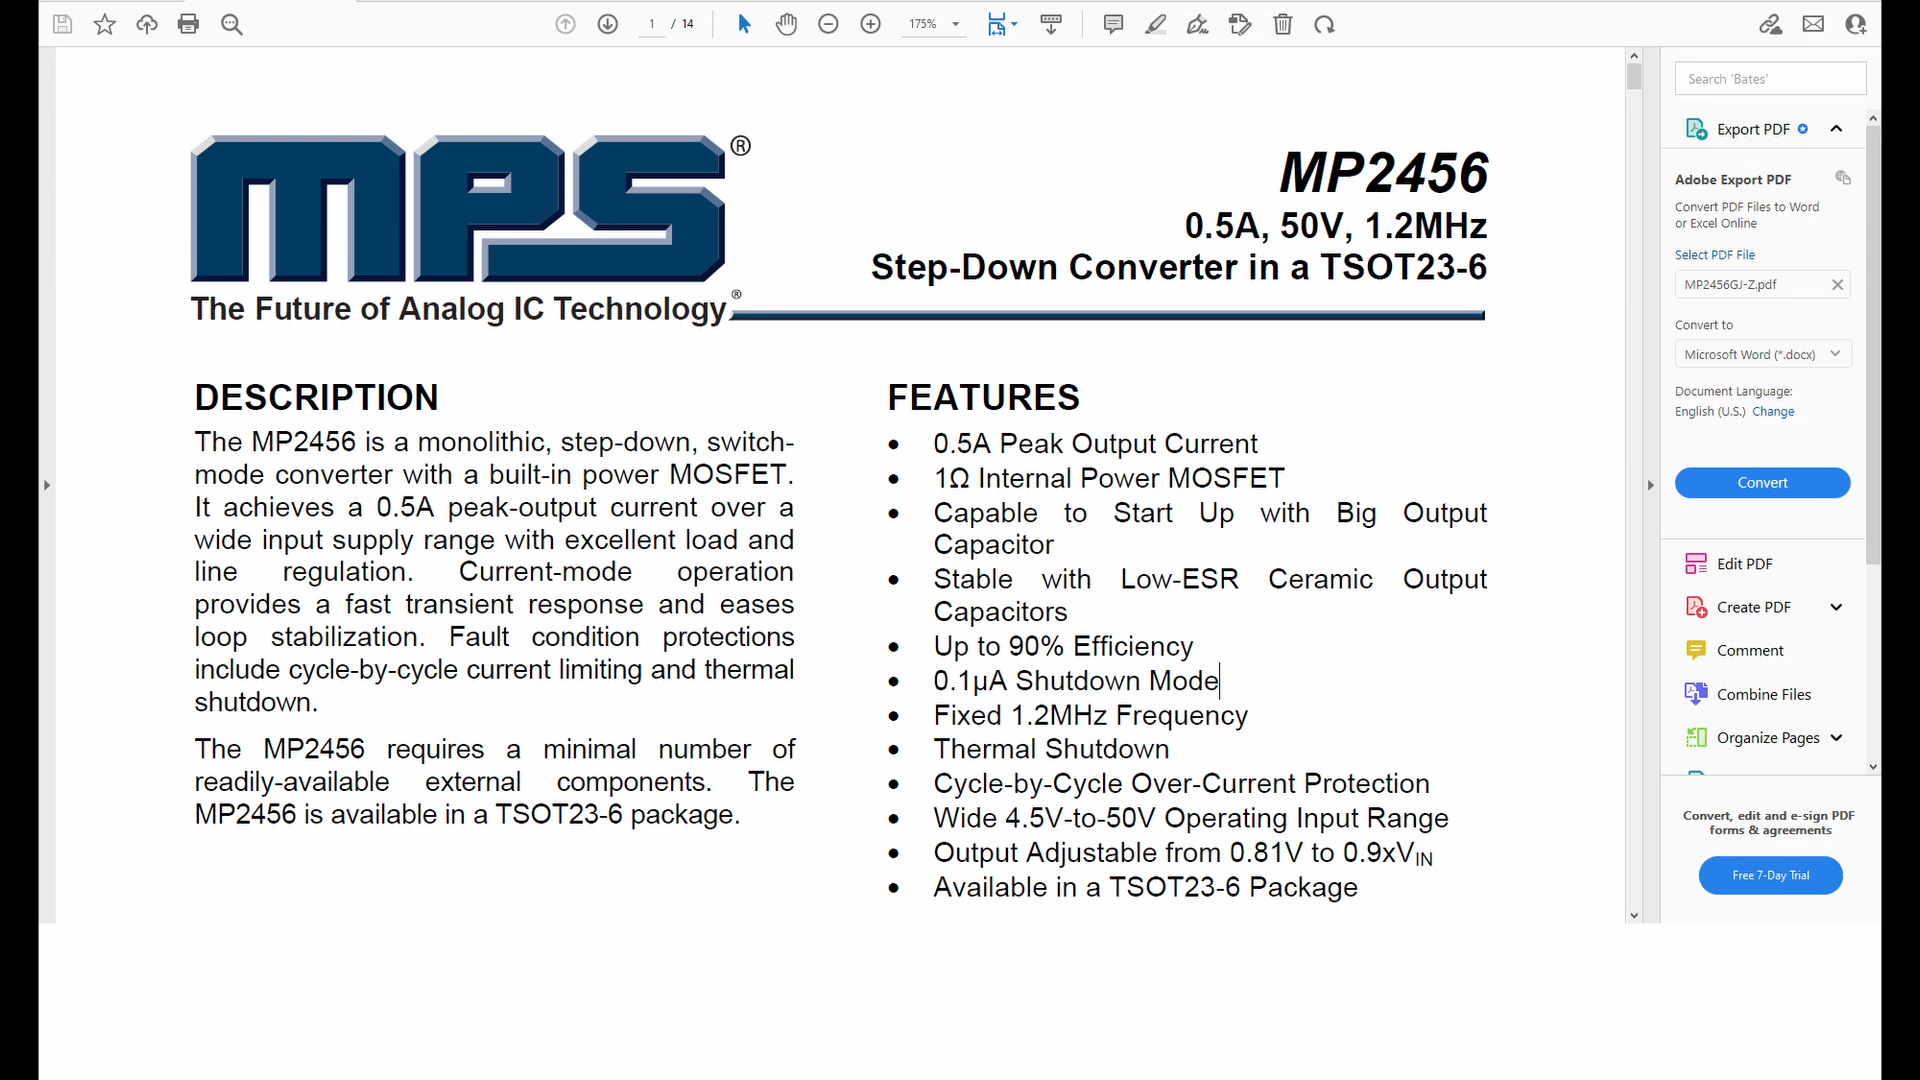 1 / 14
175%
Search 'Bates'
Export PDF
Adobe Export PDF
Convert PDF Files to Word
or Excel Online
Select PDF File
MP2456GJ-Z.pdf
Convert to
Microsoft Word (*.docx)
Document Language:
English (U.S.) Change
Convert
Edit PDF
Create PDF
Comment
Combine Files
Organize Pages
Convert, edit and e-sign PDF
forms & agreements
Free 7-Day Trial
mps®
The Future of Analog IC Technology®
MP2456
0.5A, 50V, 1.2MHz
Step-Down Converter in a TSOT23-6
DESCRIPTION
The MP2456 is a monolithic, step-down, switch-
mode converter with a built-in power MOSFET.
It achieves a 0.5A peak-output current over a
wide input supply range with excellent load and
line regulation. Current-mode operation
provides a fast transient response and eases
loop stabilization. Fault condition protections
include cycle-by-cycle current limiting and thermal
shutdown.
The MP2456 requires a minimal number of
readily-available external components. The
MP2456 is available in a TSOT23-6 package.
FEATURES
• 0.5A Peak Output Current
• 1Ω Internal Power MOSFET
• Capable to Start Up with Big Output
Capacitor
• Stable with Low-ESR Ceramic Output
Capacitors
• Up to 90% Efficiency
• 0.1μA Shutdown Mode
• Fixed 1.2MHz Frequency
• Thermal Shutdown
• Cycle-by-Cycle Over-Current Protection
• Wide 4.5V-to-50V Operating Input Range
• Output Adjustable from 0.81V to 0.9xVIN
• Available in a TSOT23-6 Package